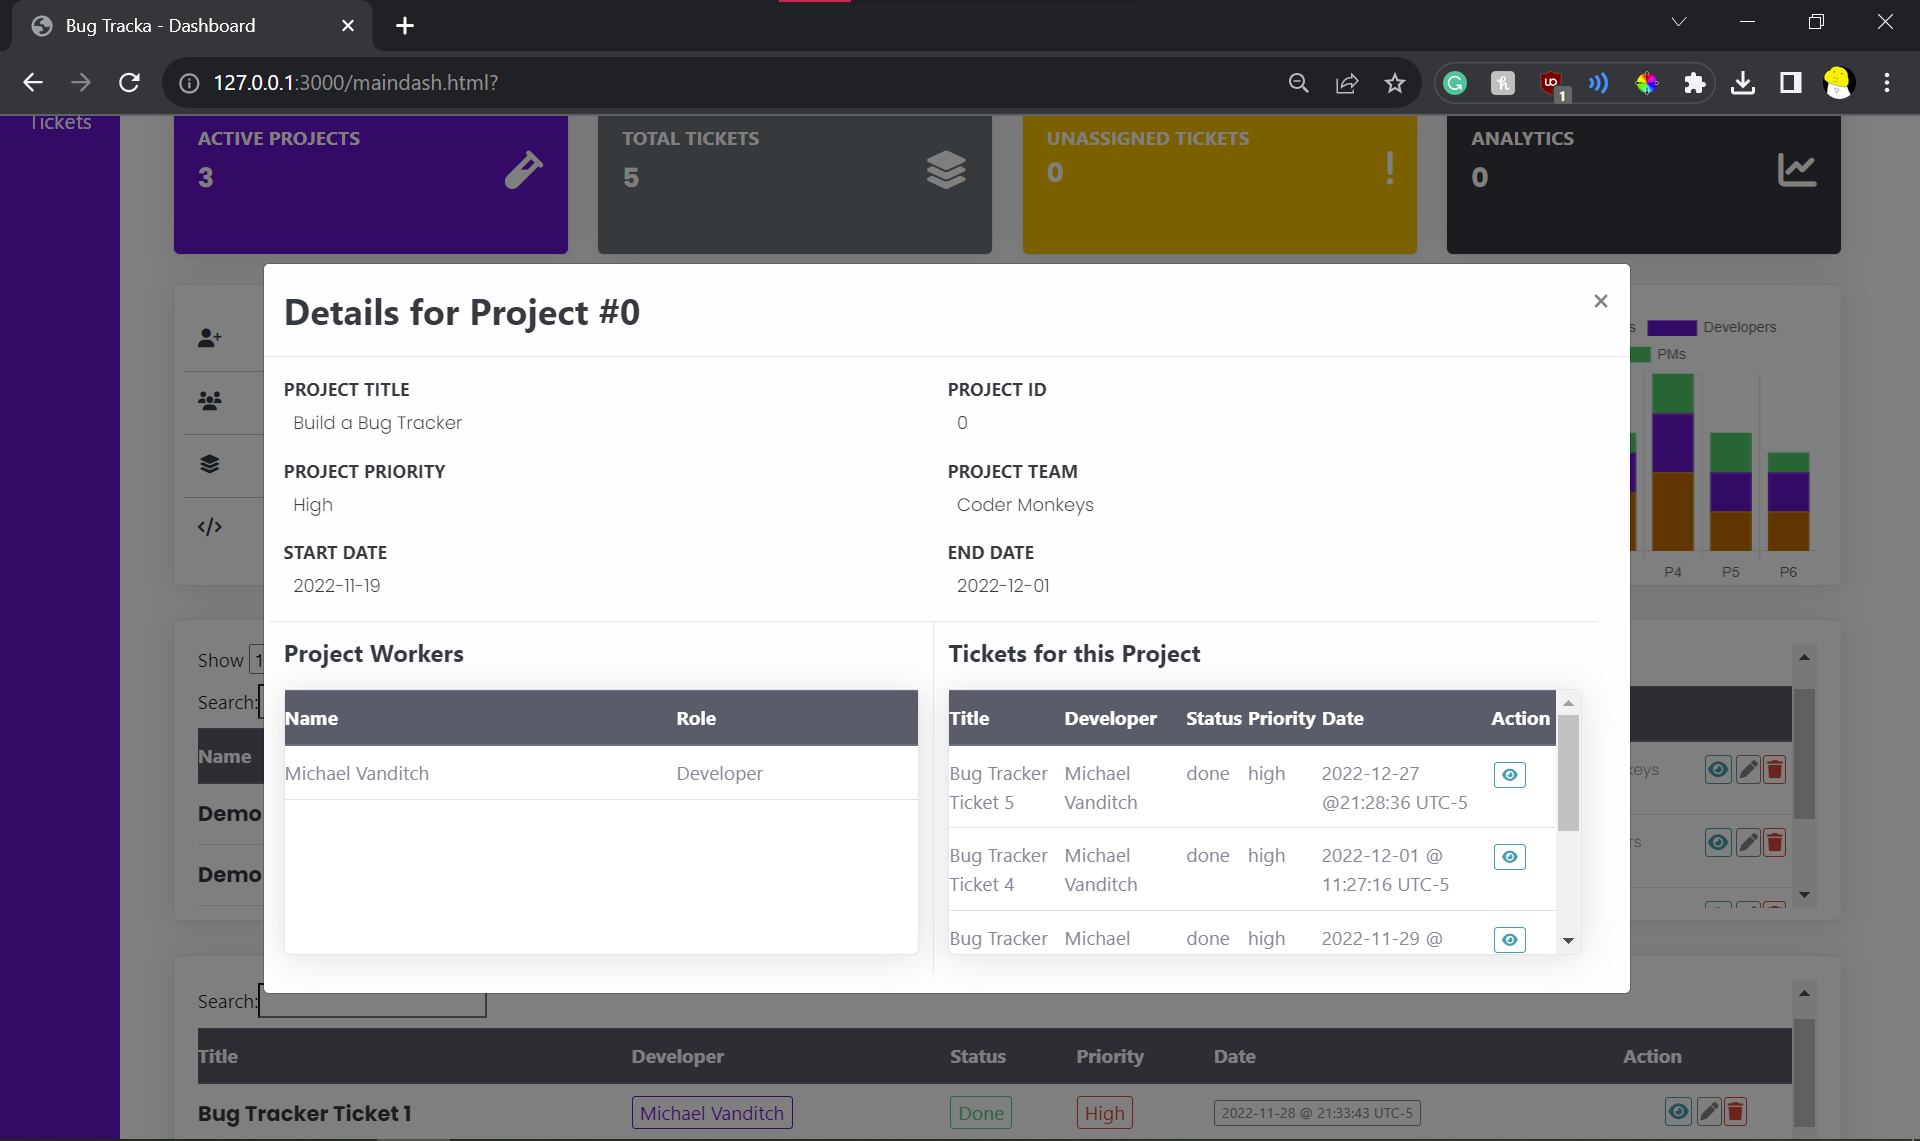 Bug Tracka - Dashboard
127.0.0.1:3000/maindash.html?
1
Tickets
ACTIVE PROJECTS
3
TOTAL TICKETS
5
UNASSIGNED TICKETS
0
ANALYTICS
0
Details for Project #0
PROJECT TITLE
Build a Bug Tracker
PROJECT ID
0
PROJECT PRIORITY
High
PROJECT TEAM
Coder Monkeys
START DATE
2022-11-19
END DATE
2022-12-01
Project Workers
Name Role
Michael Vanditch Developer
Tickets for this Project
Title Developer Status Priority Date Action
Bug Tracker Michael done high 2022-12-27
Ticket 5 Vanditch @21:28:36 UTC-5
Bug Tracker Michael done high 2022-12-01 @
Ticket 4 Vanditch 11:27:16 UTC-5
Bug Tracker Michael done high 2022-11-29 @
s Developers
PMs
P4 P5 P6
Show 1
Search:
Name
Demo
Demo
keys
rs
Search:
Title Developer Status Priority Date Action
Bug Tracker Ticket 1 Michael Vanditch Done High 2022-11-28 @ 21:33:43 UTC-5